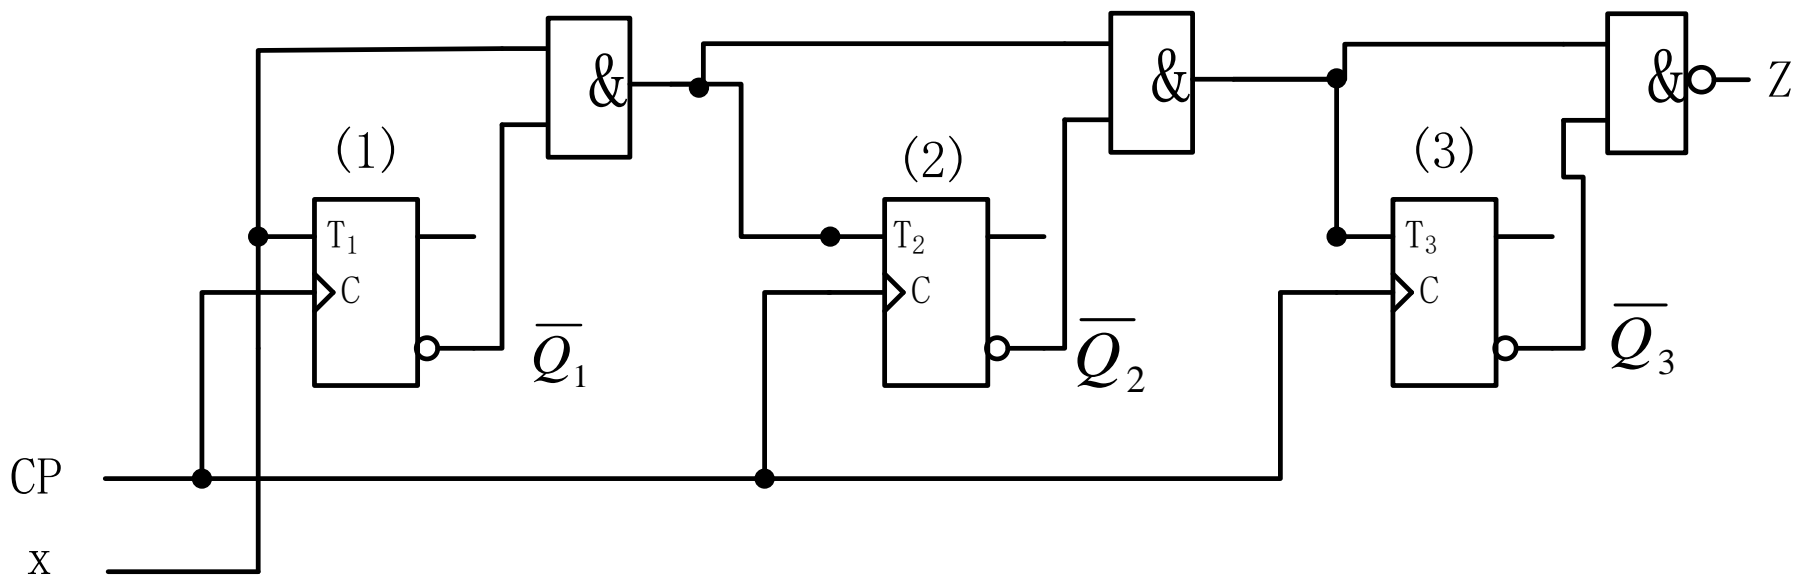 & & & Z
(1) (2) (3)
T₁ T₂ T₃
C C C
Q̅₁ Q̅₂ Q̅₃
CP
x